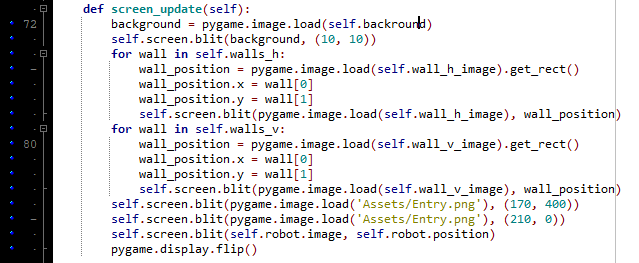 def screen_update(self):
72 background = pygame.image.load(self.backround)
self.screen.blit(background, (10, 10))
for wall in self.walls_h:
wall_position = pygame.image.load(self.wall_h_image).get_rect()
wall_position.x = wall[0]
wall_position.y = wall[1]
self.screen.blit(pygame.image.load(self.wall_h_image), wall_position)
for wall in self.walls_v:
80 wall_position = pygame.image.load(self.wall_v_image).get_rect()
wall_position.x = wall[0]
wall_position.y = wall[1]
self.screen.blit(pygame.image.load(self.wall_v_image), wall_position)
self.screen.blit(pygame.image.load('Assets/Entry.png'), (170, 400))
self.screen.blit(pygame.image.load('Assets/Entry.png'), (210, 0))
self.screen.blit(self.robot.image, self.robot.position)
pygame.display.flip()